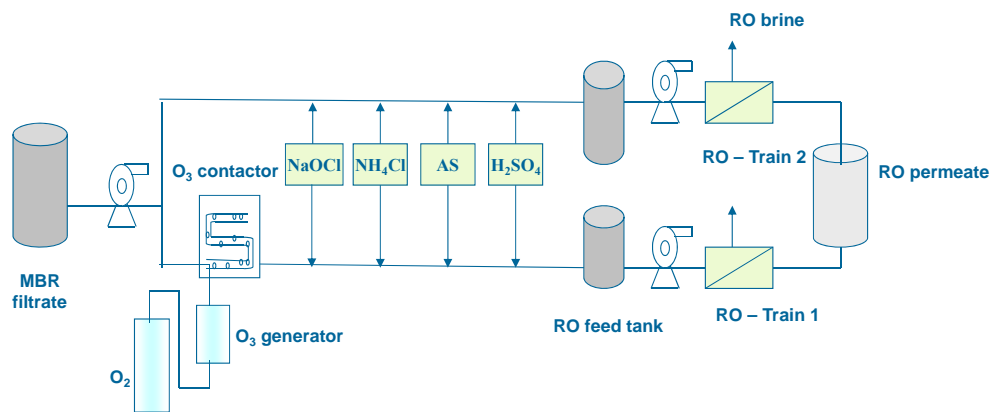 RO brine
O₃ contactor
NaOCl
NH₄Cl
AS
H₂SO₄
RO – Train 2
RO permeate
MBR
filtrate
O₃ generator
RO feed tank
RO – Train 1
O₂